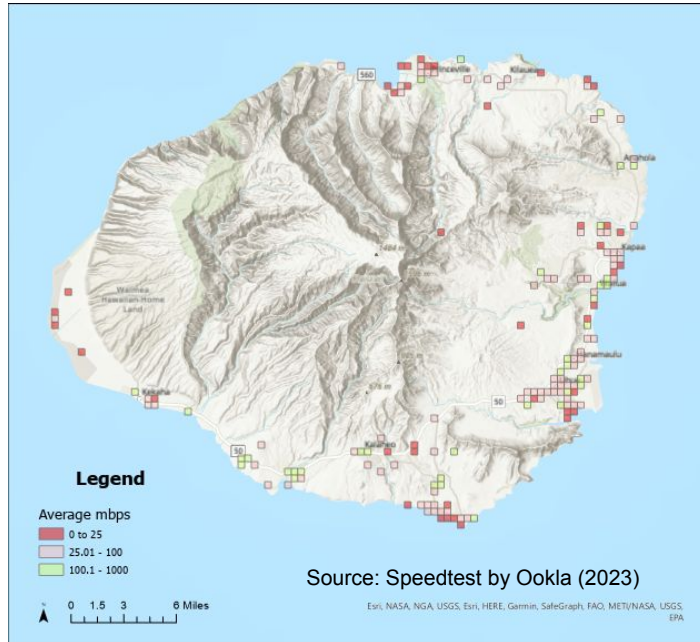 560
Princeville
Kilauea
Anahola
Kapaa
1484 m
Waimea
Hawaiian Home
Land
Wailua
Hanamaulu
Lihue
676 m
50
Kekaha
Kalaheo
50
Legend
Average mbps
0 to 25
25.01 - 100
100.1 - 1000
Source: Speedtest by Ookla (2023)
0 1.5 3 6 Miles
Esri, NASA, NGA, USGS, Esri, HERE, Garmin, SafeGraph, FAO, METI/NASA, USGS,
EPA